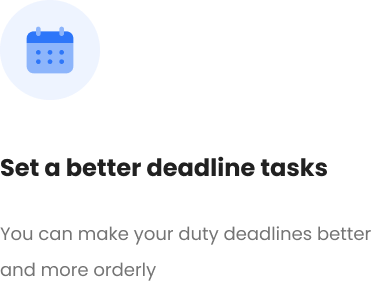 Set a better deadline tasks
You can make your duty deadlines better
and more orderly